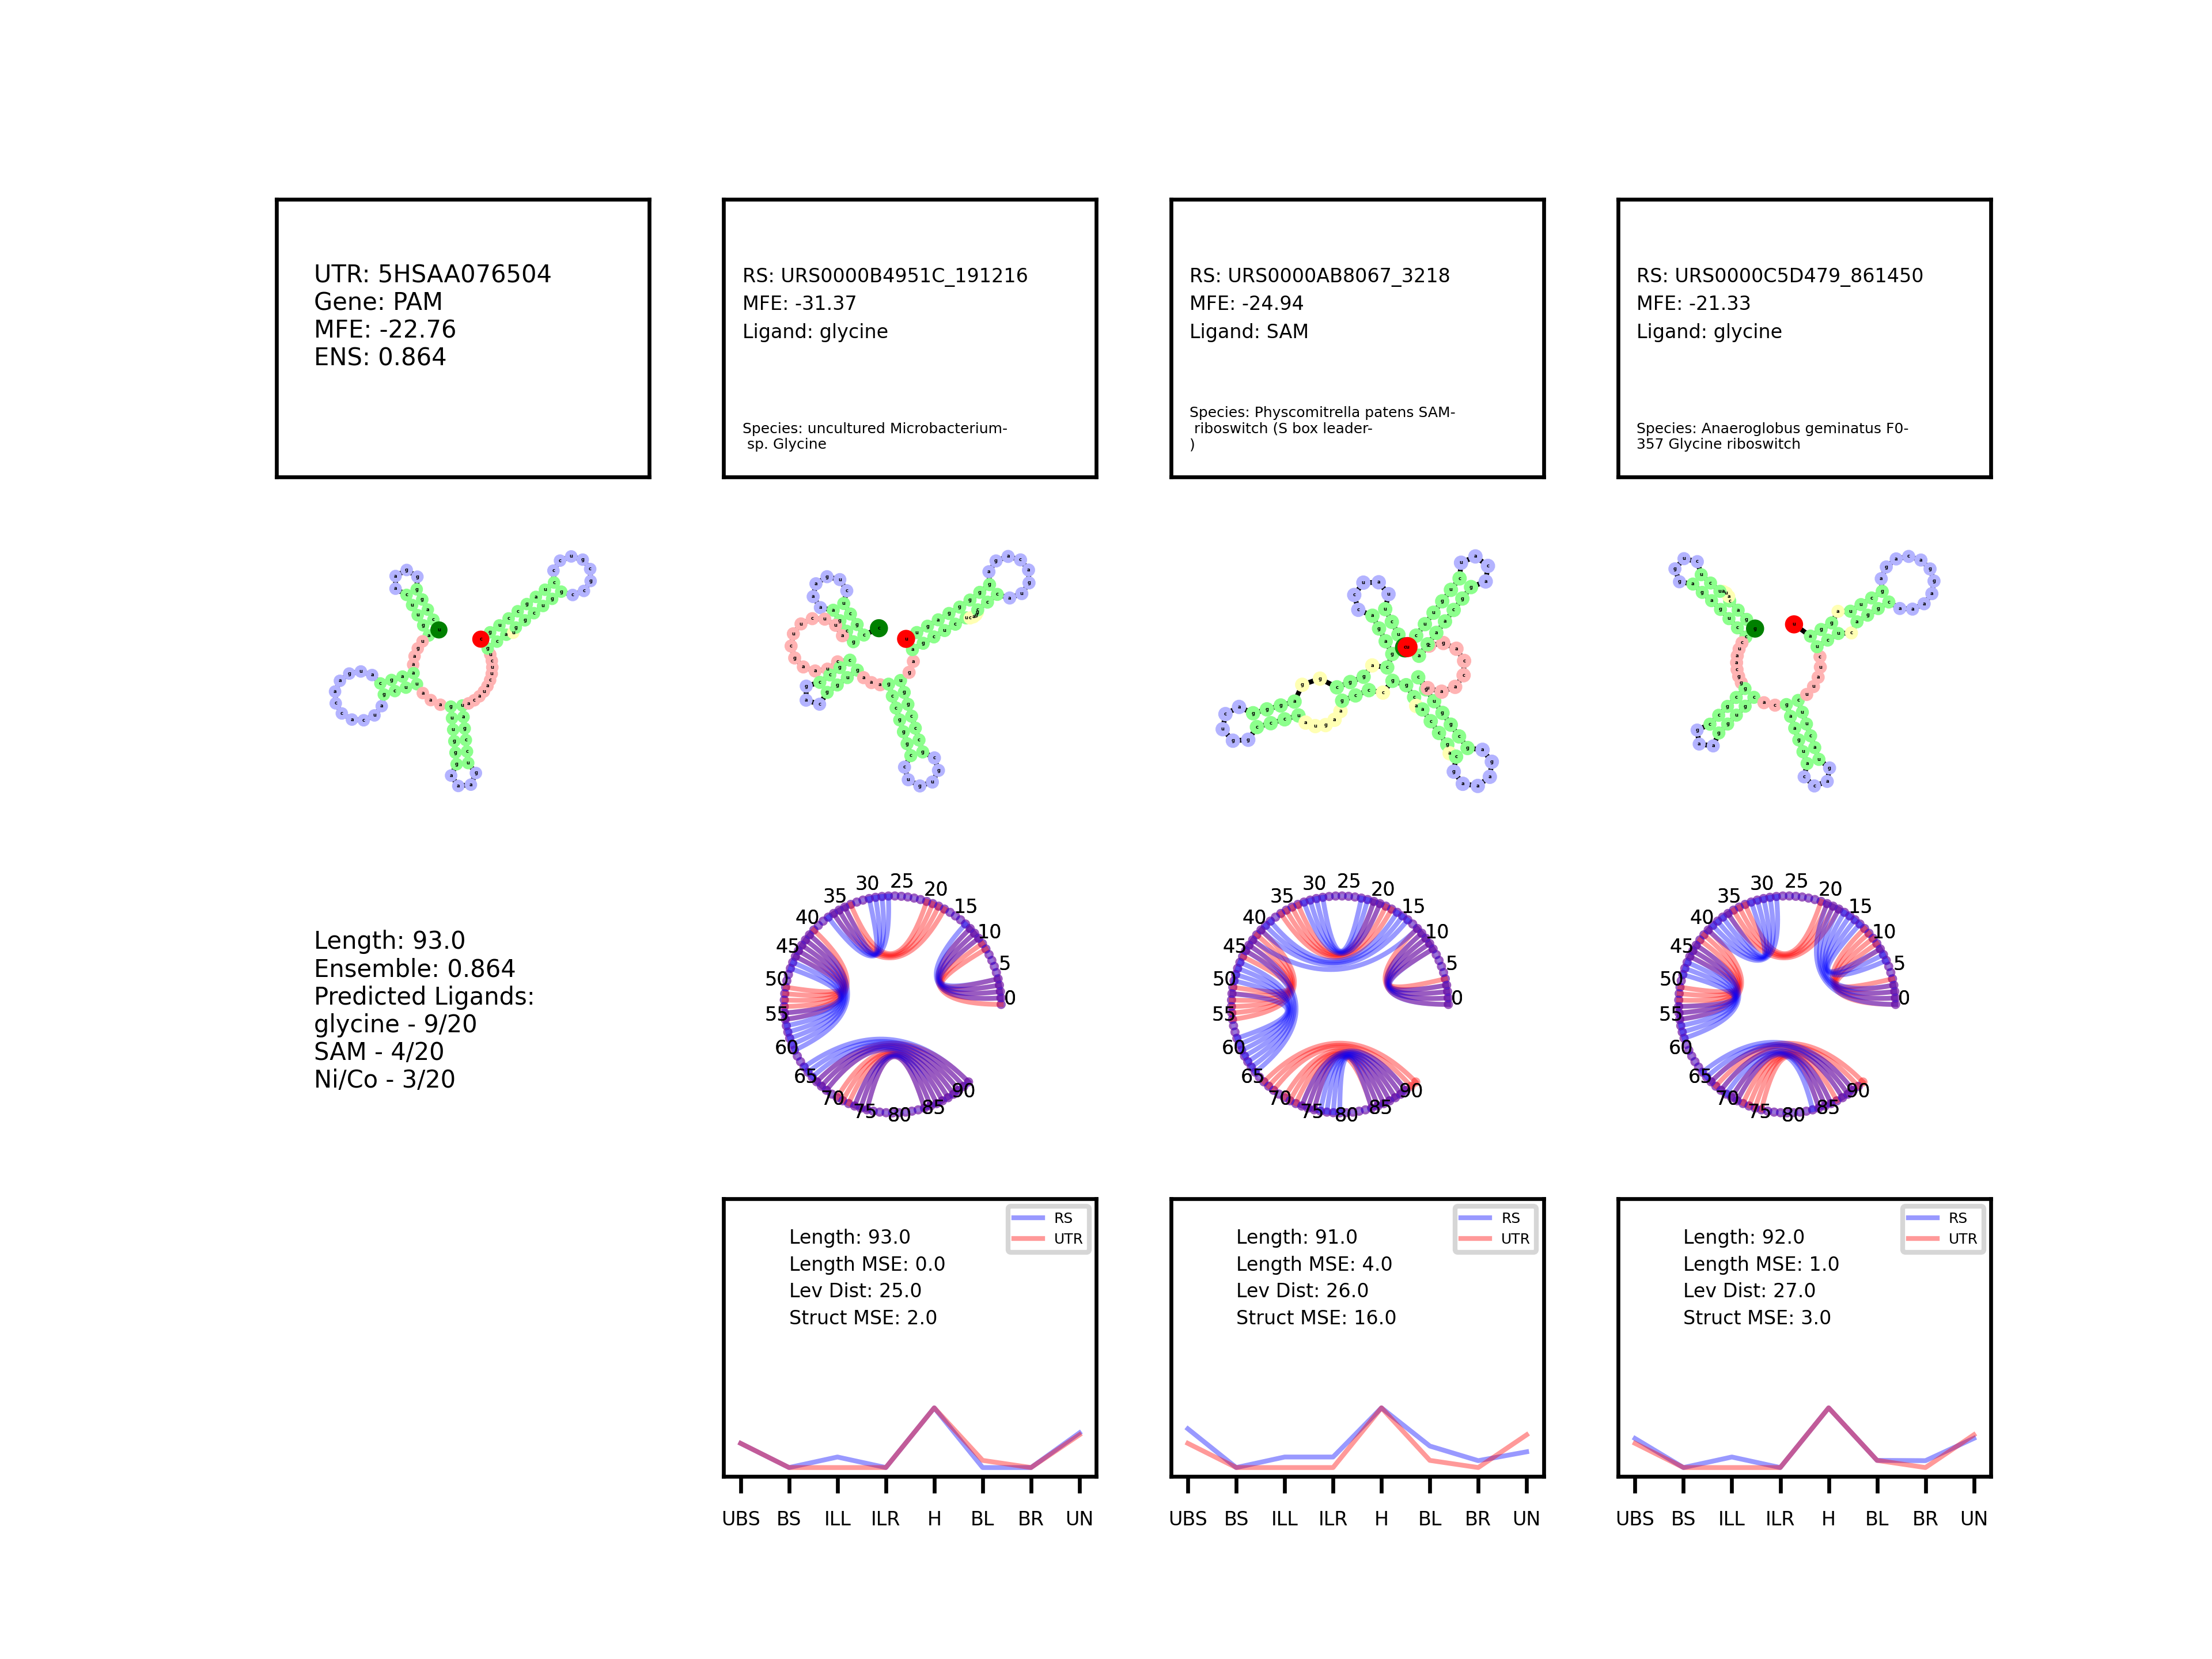 UTR: 5HSAA076504
Gene: PAM
MFE: -22.76
ENS: 0.864
RS: URS0000B4951C_191216
MFE: -31.37
Ligand: glycine
Species: uncultured Microbacterium-
sp. Glycine
RS: URS0000AB8067_3218
MFE: -24.94
Ligand: SAM
Species: Physcomitrella patens SAM-
riboswitch (S box leader-
)
RS: URS0000C5D479_861450
MFE: -21.33
Ligand: glycine
Species: Anaeroglobus geminatus F0-
357 Glycine riboswitch
Length: 93.0
Ensemble: 0.864
Predicted Ligands:
glycine - 9/20
SAM - 4/20
Ni/Co - 3/20
0
5
10
15
20
25
30
35
40
45
50
55
60
65
70
75
80
85
90
0
5
10
15
20
25
30
35
40
45
50
55
60
65
70
75
80
85
90
0
5
10
15
20
25
30
35
40
45
50
55
60
65
70
75
80
85
90
RS
UTR
Length: 93.0
Length MSE: 0.0
Lev Dist: 25.0
Struct MSE: 2.0
UBS BS ILL ILR H BL BR UN
RS
UTR
Length: 91.0
Length MSE: 4.0
Lev Dist: 26.0
Struct MSE: 16.0
UBS BS ILL ILR H BL BR UN
RS
UTR
Length: 92.0
Length MSE: 1.0
Lev Dist: 27.0
Struct MSE: 3.0
UBS BS ILL ILR H BL BR UN